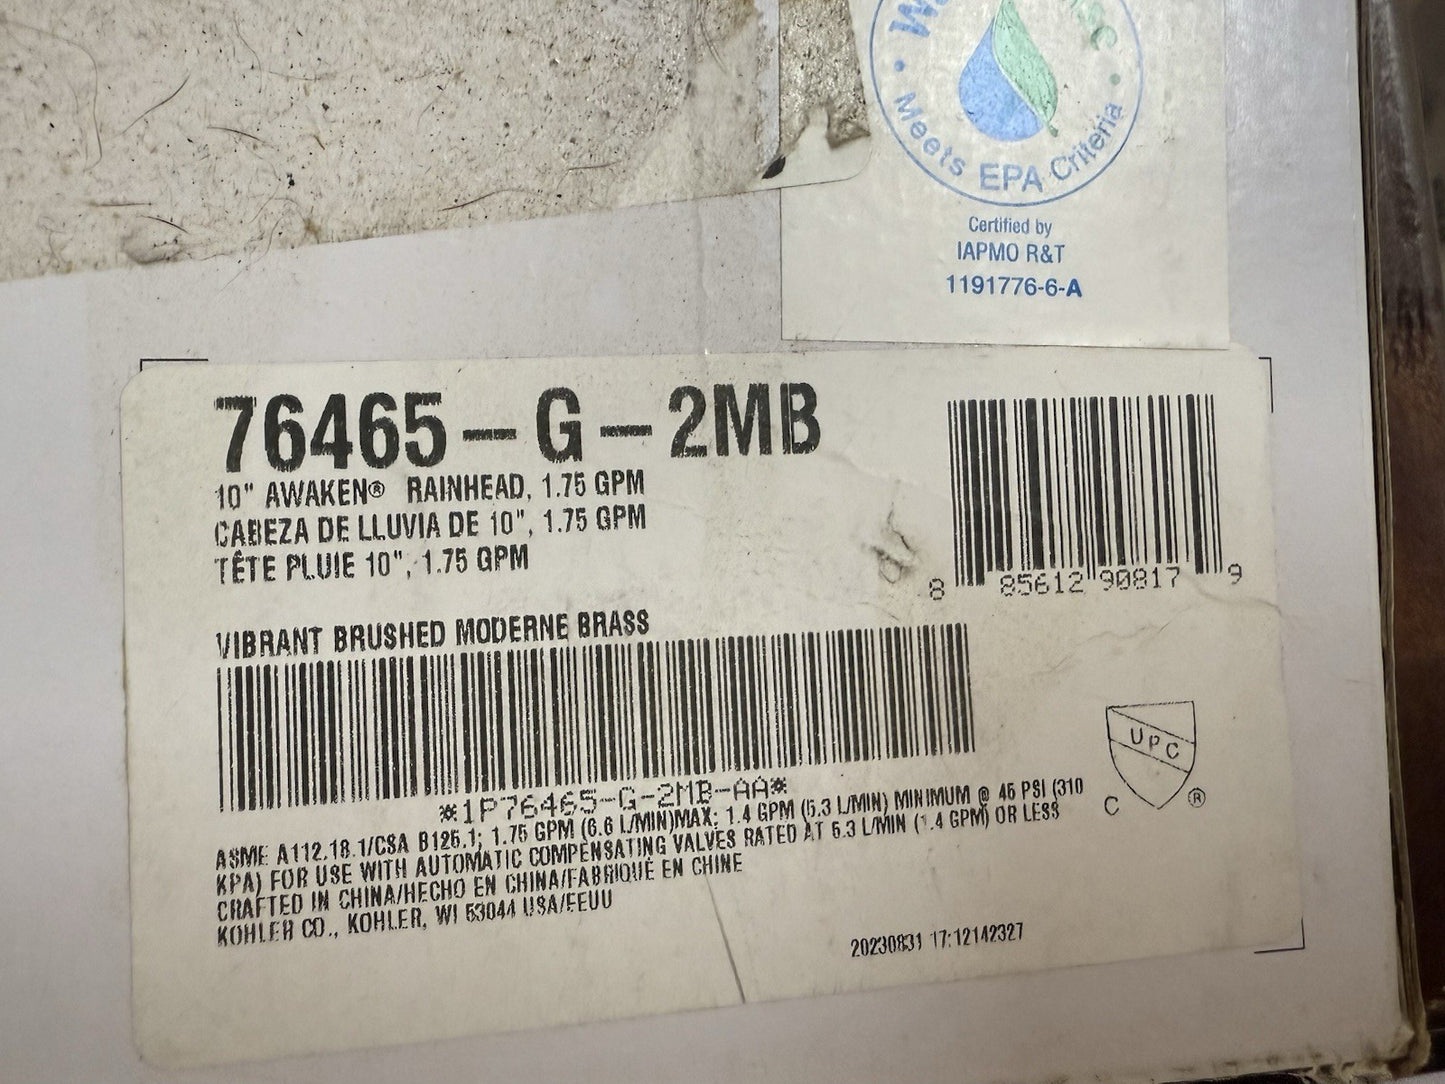 Meets EPA Criteria
Certified by
IAPMO R&T
1191776-6-A
76465-G-2MB
10" AWAKEN® RAINHEAD, 1.75 GPM
CABEZA DE LLUVIA DE 10", 1.75 GPM
TÊTE PLUIE 10", 1.75 GPM
8 85612 90817 9
VIBRANT BRUSHED MODERNE BRASS
*1P76465-G-2MB-AA*
UPC
C ®
ASME A112.18.1/CSA B125.1; 1.75 GPM (6.6 L/MIN)MAX; 1.4 GPM (5.3 L/MIN) MINIMUM @ 45 PSI (310
KPA) FOR USE WITH AUTOMATIC COMPENSATING VALVES RATED AT 5.3 L/MIN (1.4 GPM) OR LESS
CRAFTED IN CHINA/HECHO EN CHINA/FABRIQUÉ EN CHINE
KOHLER CO., KOHLER, WI 53044 USA/EEUU
20230831 17:12142327